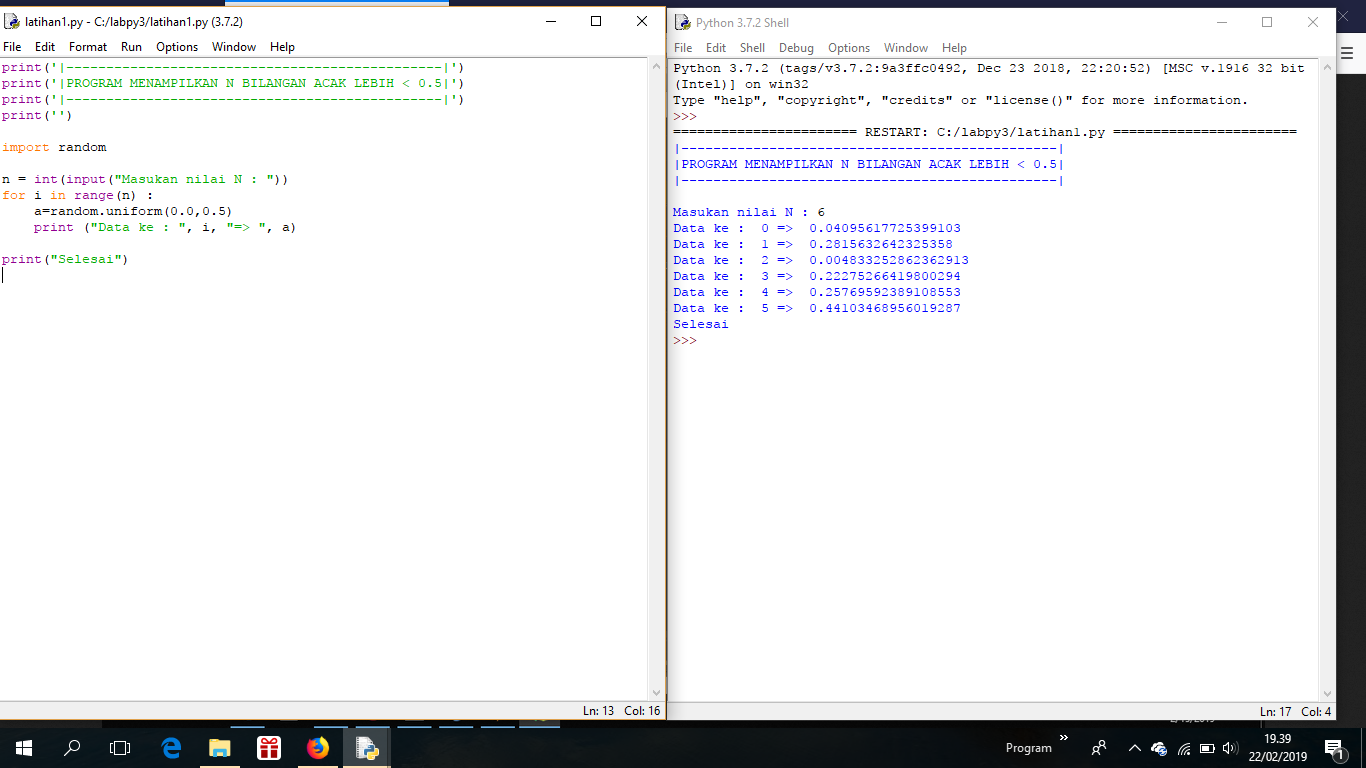 latihan1.py - C:/labpy3/latihan1.py (3.7.2)
File Edit Format Run Options Window Help
print('|-----------------------------------------------|')
print('|PROGRAM MENAMPILKAN N BILANGAN ACAK LEBIH < 0.5|')
print('|-----------------------------------------------|')
print('')
import random
n = int(input("Masukan nilai N : "))
for i in range(n) :
    a=random.uniform(0.0,0.5)
    print ("Data ke : ", i, "=> ", a)
print("Selesai")
Ln: 13 Col: 16
Python 3.7.2 Shell
File Edit Shell Debug Options Window Help
Python 3.7.2 (tags/v3.7.2:9a3ffc0492, Dec 23 2018, 22:20:52) [MSC v.1916 32 bit
(Intel)] on win32
Type "help", "copyright", "credits" or "license()" for more information.
>>>
======================= RESTART: C:/labpy3/latihan1.py =======================
|-----------------------------------------------|
|PROGRAM MENAMPILKAN N BILANGAN ACAK LEBIH < 0.5|
|-----------------------------------------------|
Masukan nilai N : 6
Data ke :  0 =>  0.04095617725399103
Data ke :  1 =>  0.2815632642325358
Data ke :  2 =>  0.004833252862362913
Data ke :  3 =>  0.22275266419800294
Data ke :  4 =>  0.25769592389108553
Data ke :  5 =>  0.44103468956019287
Selesai
>>>
Ln: 17 Col: 4
Program
19.39
22/02/2019
1